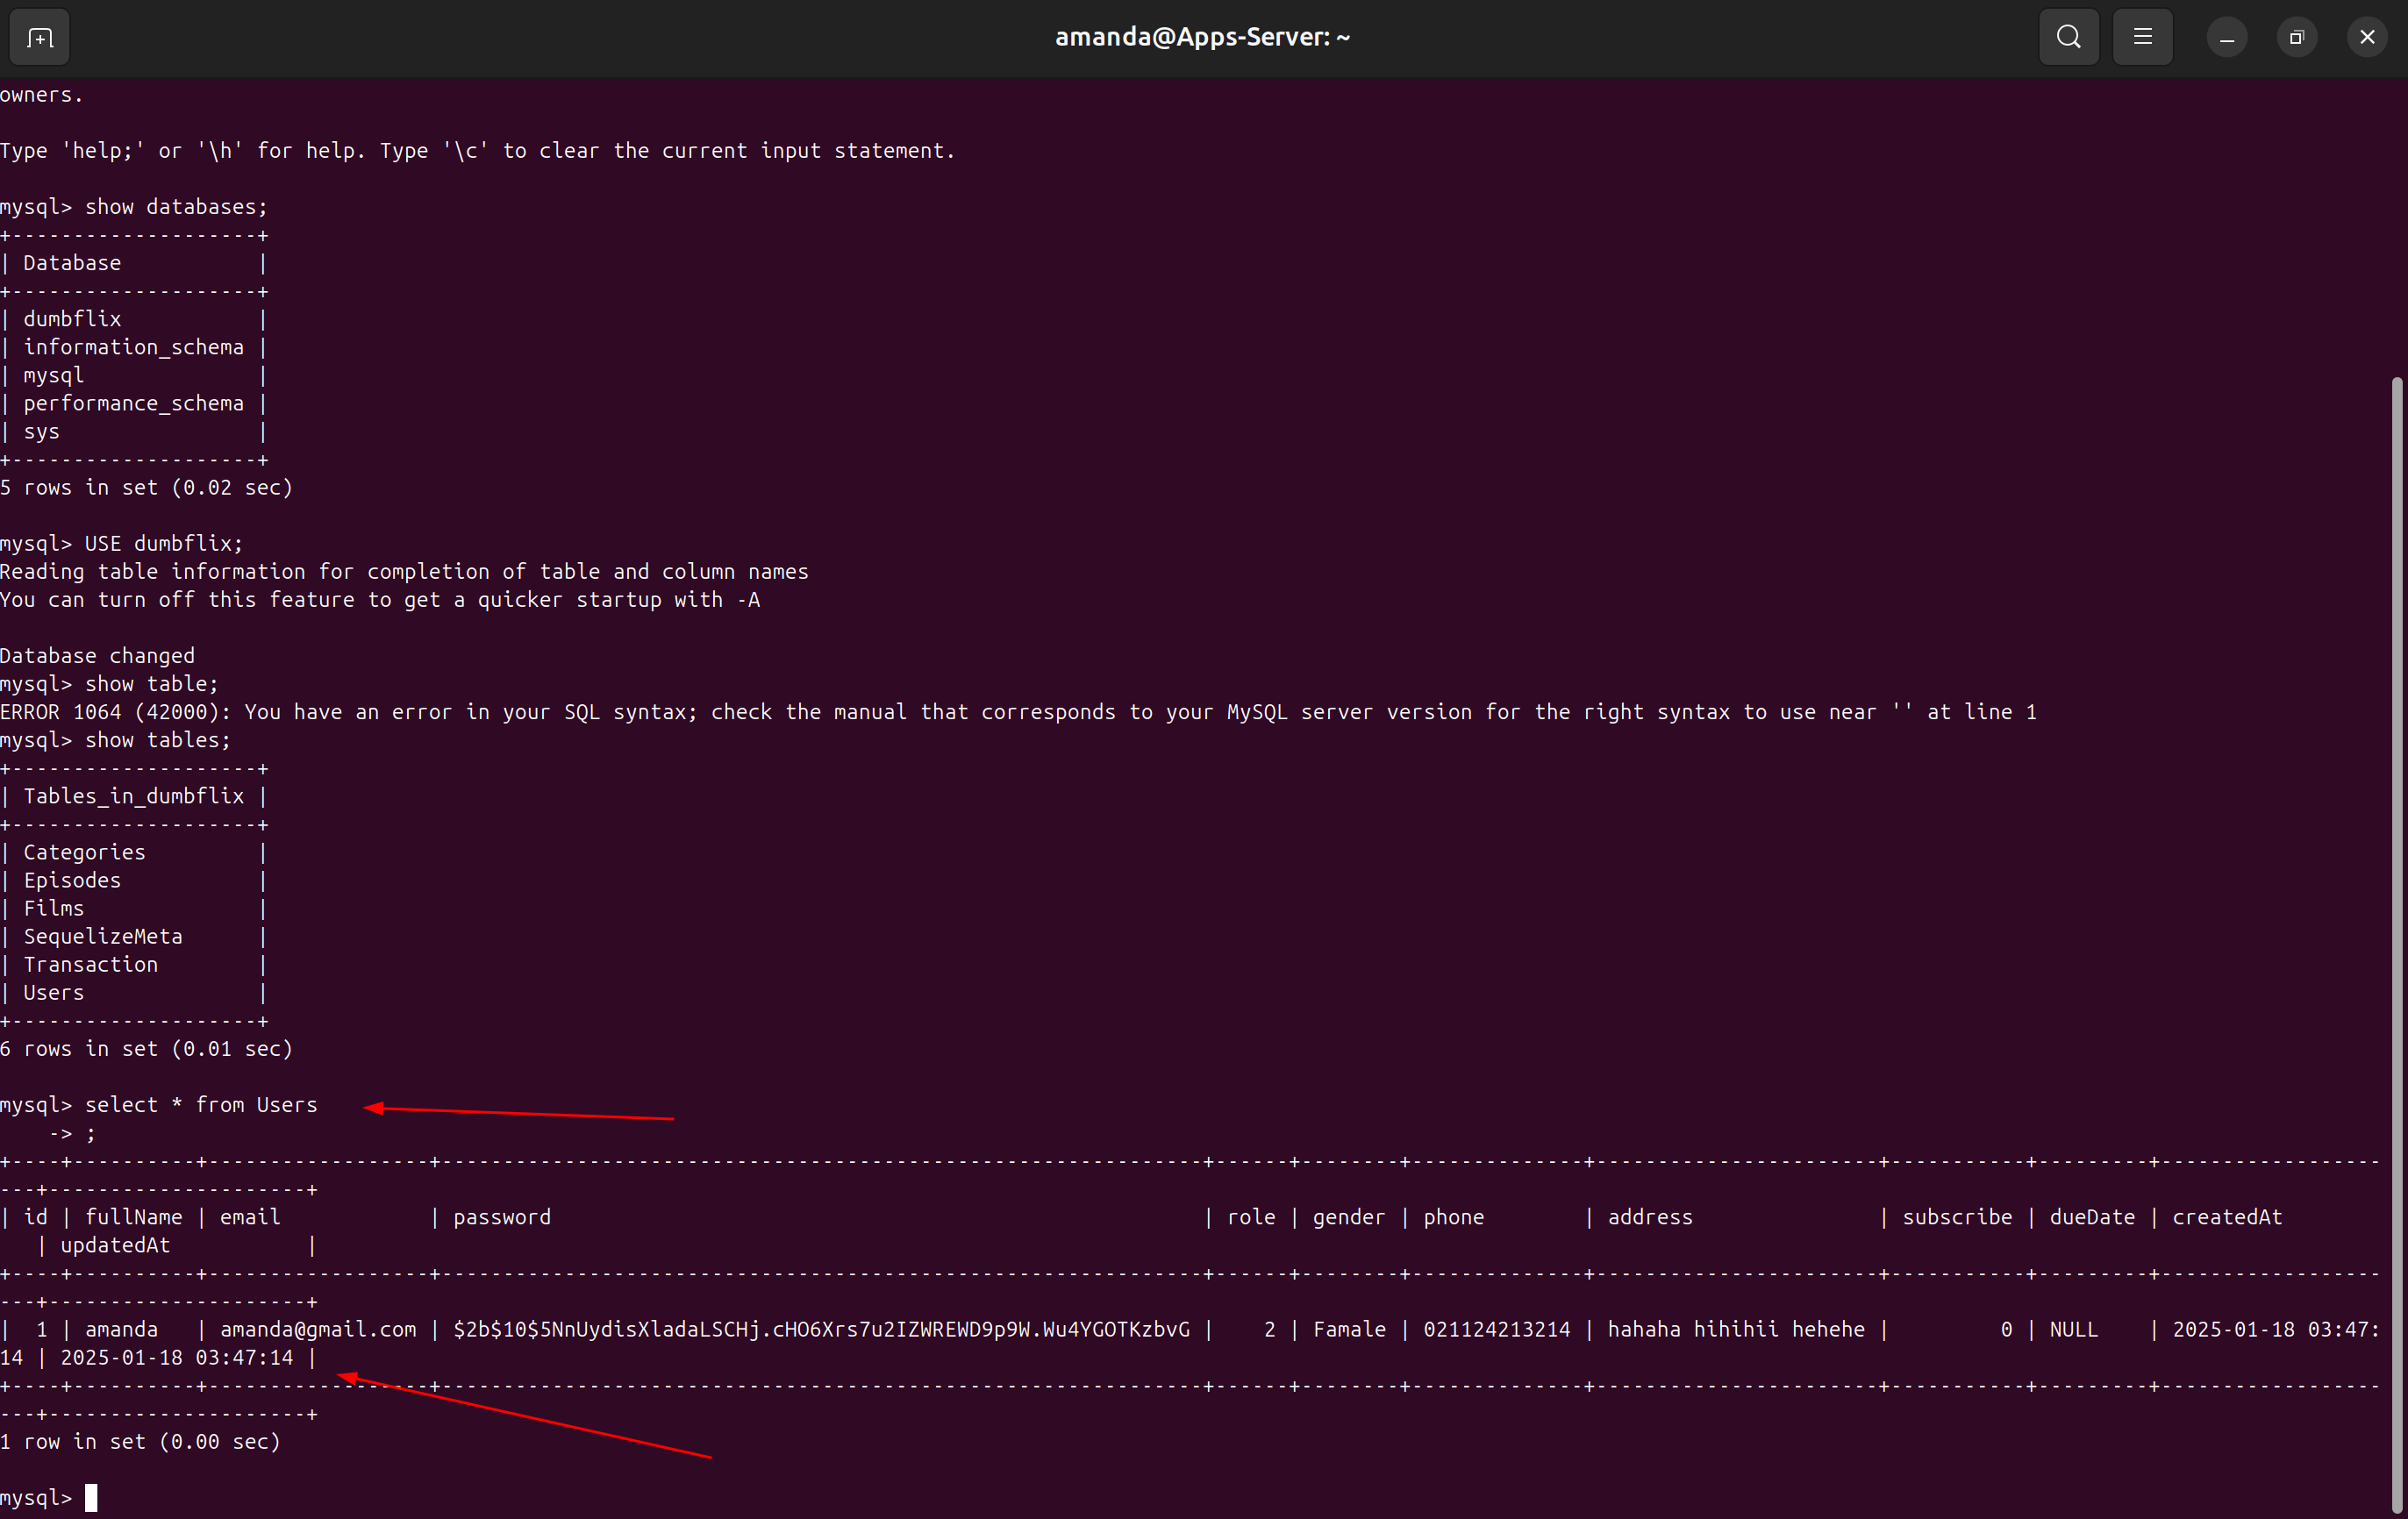 amanda@Apps-Server: ~
owners.
Type 'help;' or '\h' for help. Type '\c' to clear the current input statement.
mysql> show databases;
+--------------------+
| Database           |
+--------------------+
| dumbflix           |
| information_schema |
| mysql              |
| performance_schema |
| sys                |
+--------------------+
5 rows in set (0.02 sec)
mysql> USE dumbflix;
Reading table information for completion of table and column names
You can turn off this feature to get a quicker startup with -A
Database changed
mysql> show table;
ERROR 1064 (42000): You have an error in your SQL syntax; check the manual that corresponds to your MySQL server version for the right syntax to use near '' at line 1
mysql> show tables;
+--------------------+
| Tables_in_dumbflix |
+--------------------+
| Categories         |
| Episodes           |
| Films              |
| SequelizeMeta      |
| Transaction        |
| Users              |
+--------------------+
6 rows in set (0.01 sec)
mysql> select * from Users
    -> ;
+----+----------+------------------+--------------------------------------------------------------+------+--------+--------------+-----------------------+-----------+---------+------------------
---+---------------------+
| id | fullName | email            | password                                                     | role | gender | phone        | address               | subscribe | dueDate | createdAt
   | updatedAt           |
+----+----------+------------------+--------------------------------------------------------------+------+--------+--------------+-----------------------+-----------+---------+------------------
---+---------------------+
|  1 | amanda   | amanda@gmail.com | $2b$10$5NnUydisXladaLSCHj.cHO6Xrs7u2IZWREWD9p9W.Wu4YGOTKzbvG |    2 | Famale | 021124213214 | hahaha hihihii hehehe |         0 | NULL    | 2025-01-18 03:47:
14 | 2025-01-18 03:47:14 |
+----+----------+------------------+--------------------------------------------------------------+------+--------+--------------+-----------------------+-----------+---------+------------------
---+---------------------+
1 row in set (0.00 sec)
mysql>